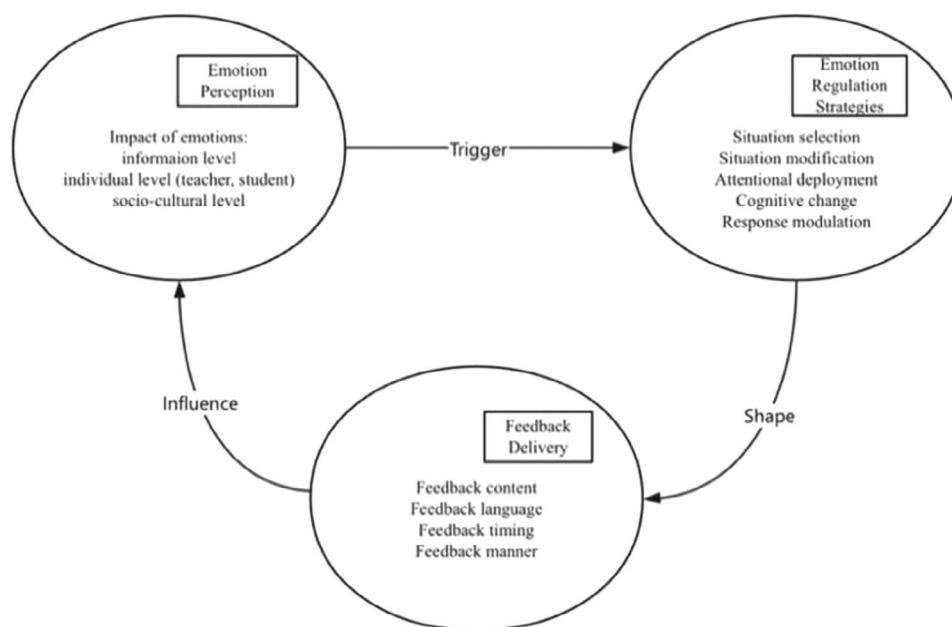 Emotion
Perception
Impact of emotions:
informaion level
individual level (teacher, student)
socio-cultural level
Trigger
Emotion
Regulation
Strategies
Situation selection
Situation modification
Attentional deployment
Cognitive change
Response modulation
Influence
Shape
Feedback
Delivery
Feedback content
Feedback language
Feedback timing
Feedback manner